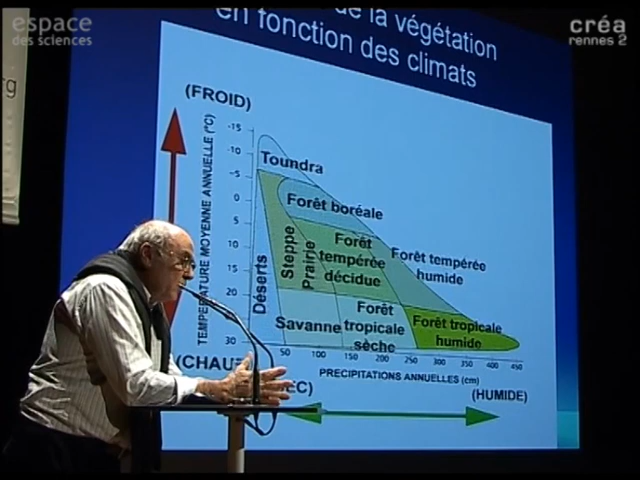 espace
des sciences
créa
rennes 2
rg
de la végétation
en fonction des climats
(FROID)
TEMPÉRATURE MOYENNE ANNUELLE (°C)
-15
-10
-5
0
5
10
15
20
30
Toundra
Forêt boréale
Déserts
Steppe
Prairie
Forêt
tempérée
décidue
Forêt tempérée
humide
Savanne
Forêt
tropicale
sèche
Forêt tropicale
humide
50
100
150
200
250
300
350
400
450
PRECIPITATIONS ANNUELLES (cm)
(CHAU
EC)
(HUMIDE)